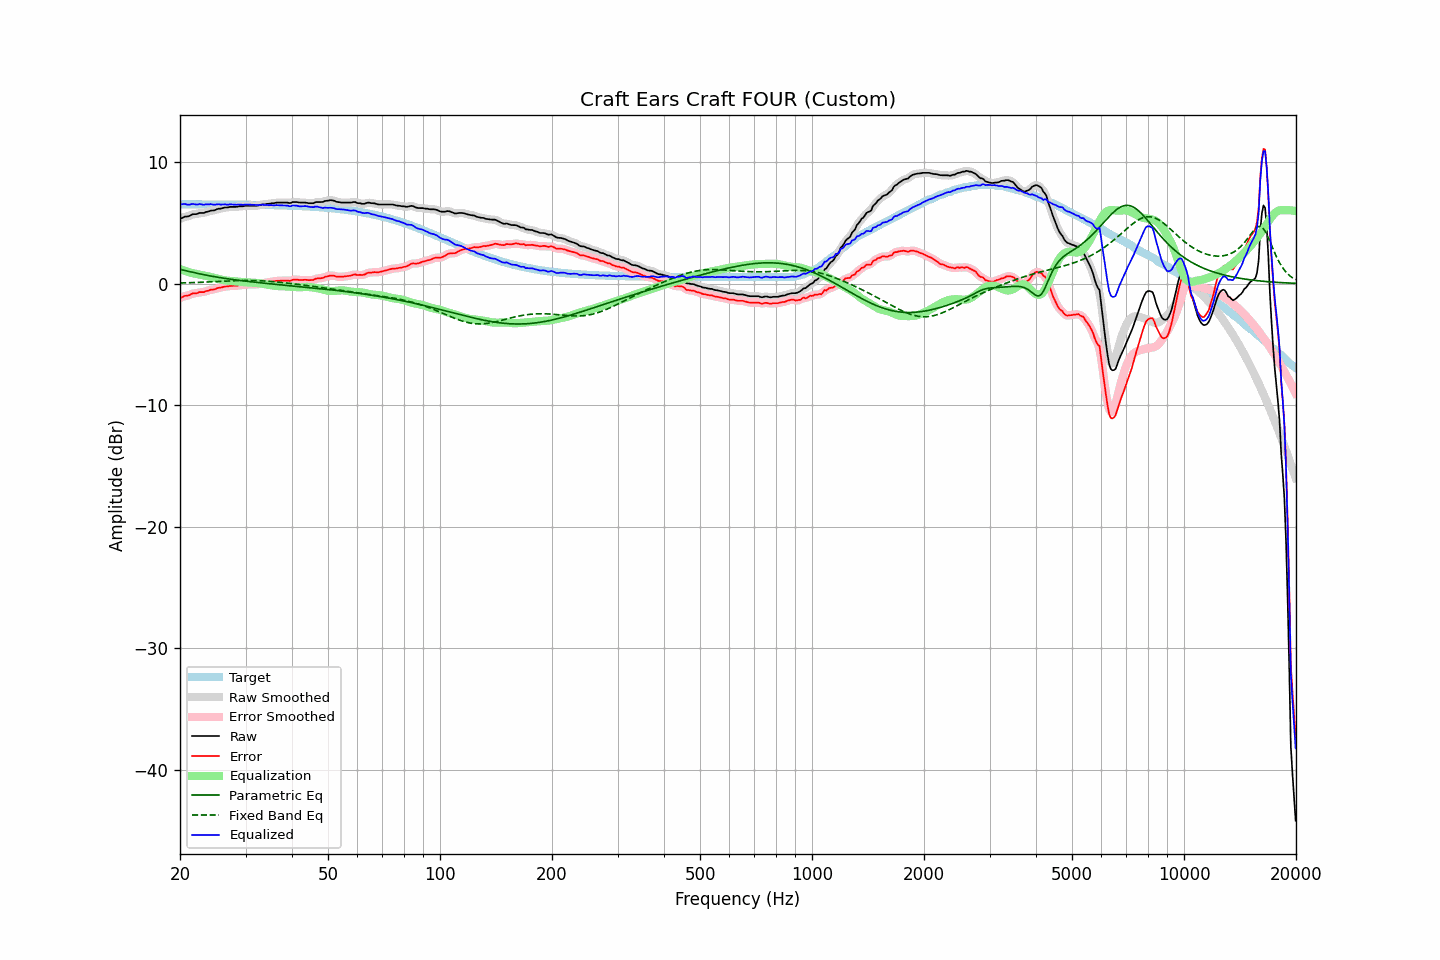 Craft Ears Craft FOUR (Custom)
Amplitude (dBr)
10
0
−10
−20
−30
−40
Target
Raw Smoothed
Error Smoothed
Raw
Error
Equalization
Parametric Eq
Fixed Band Eq
Equalized
20 50 100 200 500 1000 2000 5000 10000 20000
Frequency (Hz)